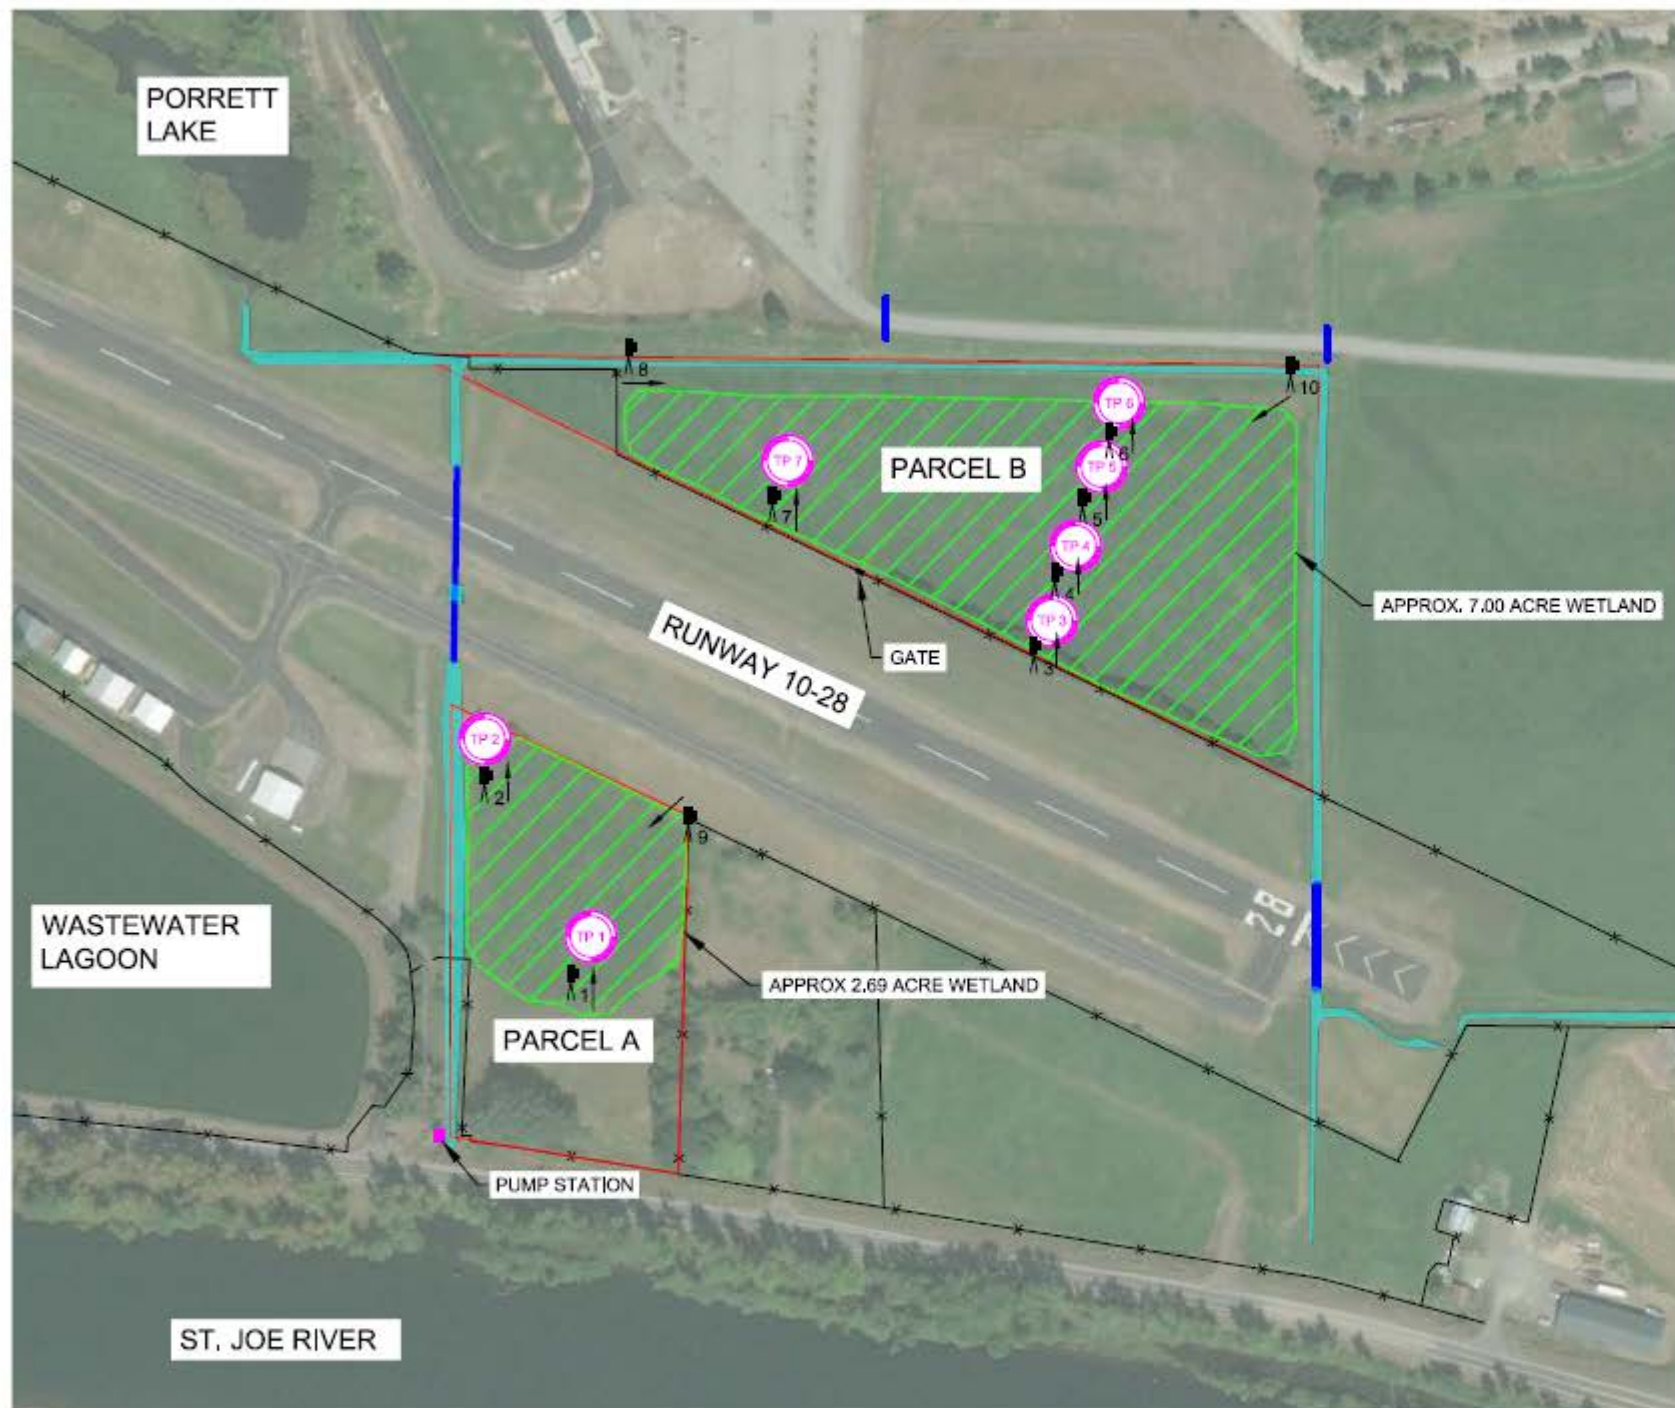 PORRETT
LAKE
8
10
TP 6
6
TP 7
PARCEL B
TP 5
7
5
TP 4
4
APPROX. 7.00 ACRE WETLAND
TP 3
3
GATE
RUNWAY 10-28
TP 2
2
9
28
WASTEWATER
LAGOON
TP 1
1
APPROX 2.69 ACRE WETLAND
PARCEL A
PUMP STATION
ST. JOE RIVER